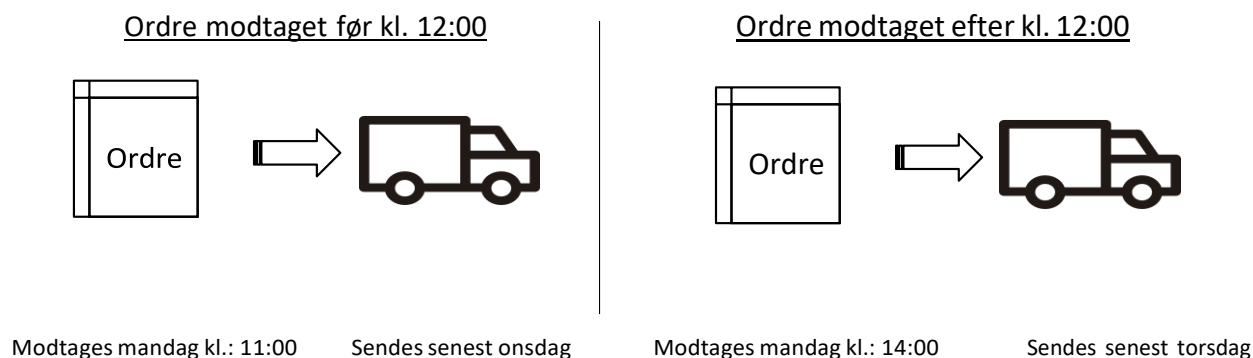 Ordre modtaget før kl. 12:00
Ordre
Modtages mandag kl.: 11:00 Sendes senest onsdag
Ordre modtaget efter kl. 12:00
Ordre
Modtages mandag kl.: 14:00 Sendes senest torsdag